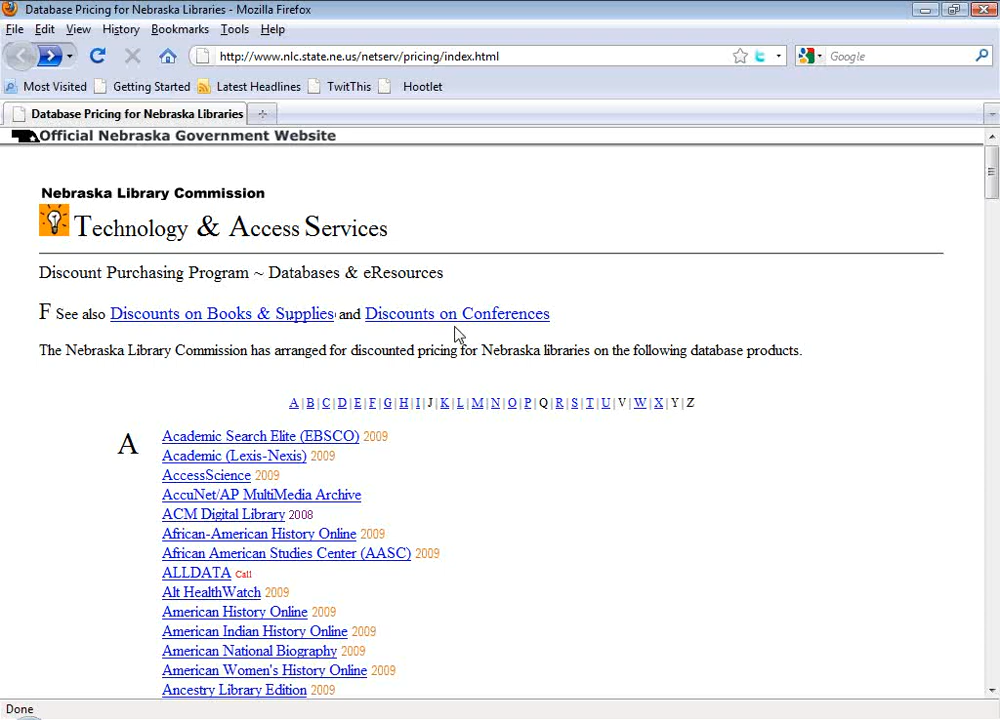 Database Pricing for Nebraska Libraries - Mozilla Firefox
File Edit View History Bookmarks Tools Help
http://www.nlc.state.ne.us/netserv/pricing/index.html
Google
Most Visited Getting Started Latest Headlines TwitThis Hootlet
Database Pricing for Nebraska Libraries
Official Nebraska Government Website
Nebraska Library Commission
Technology & Access Services
Discount Purchasing Program ~ Databases & eResources
F See also Discounts on Books & Supplies and Discounts on Conferences
The Nebraska Library Commission has arranged for discounted pricing for Nebraska libraries on the following database products.
A | B | C | D | E | F | G | H | I | J | K | L | M | N | O | P | Q | R | S | T | U | V | W | X | Y Z
A
Academic Search Elite (EBSCO) 2009
Academic (Lexis-Nexis) 2009
AccessScience 2009
AccuNet/AP MultiMedia Archive
ACM Digital Library 2008
African-American History Online 2009
African American Studies Center (AASC) 2009
ALLDATA Call
Alt HealthWatch 2009
American History Online 2009
American Indian History Online 2009
American National Biography 2009
American Women's History Online 2009
Ancestry Library Edition 2009
Done